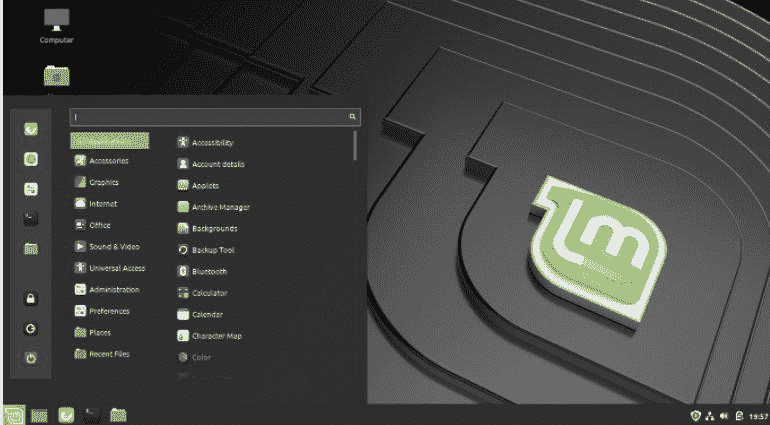 Computer
Accessories
Graphics
Internet
Office
Sound & Video
Universal Access
Administration
Preferences
Places
Recent Files
Accessibility
Account details
Applets
Archive Manager
Backgrounds
Backup Tool
Bluetooth
Calculator
Calendar
Character Map
Color
lm
19:57